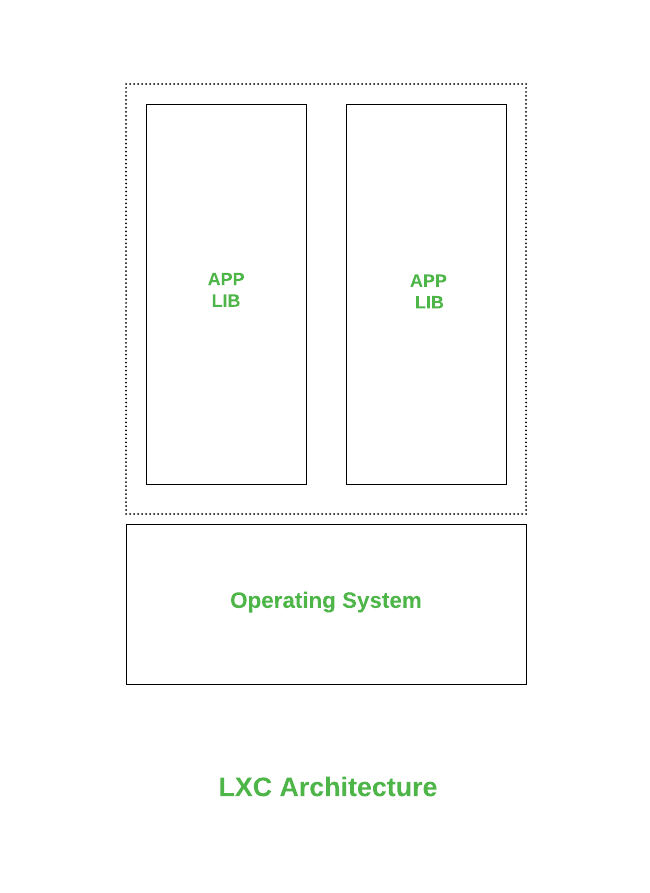 APP
LIB
APP
LIB
Operating System
LXC Architecture